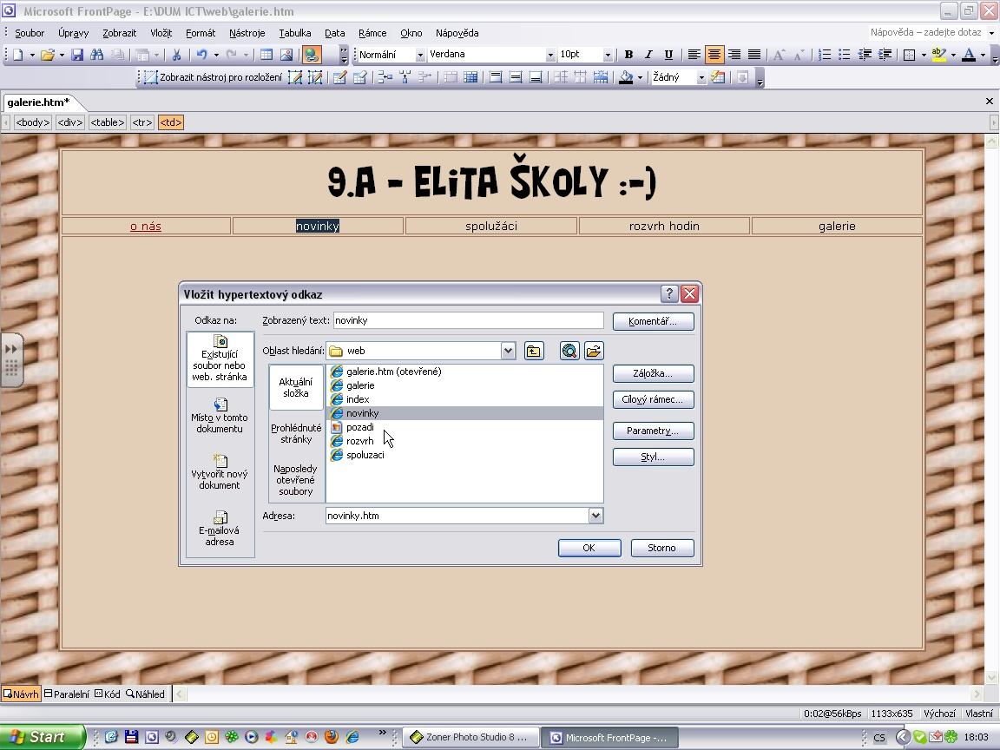 Microsoft FrontPage - E:\DUM ICT\web\galerie.htm
Soubor Úpravy Zobrazit Vložit Formát Nástroje Tabulka Data Rámce Okno Nápověda
Nápověda – zadejte dotaz
Normální Verdana 10pt B I U
Zobrazit nástroj pro rozložení Žádný
galerie.htm*
<body> <div> <table> <tr> <td>
9.A - ELITA ŠKOLY :-)
o nás novinky spolužáci rozvrh hodin galerie
Vložit hypertextový odkaz
Odkaz na:
Zobrazený text: novinky
Komentář...
Existující
soubor nebo
web. stránka
Oblast hledání: web
Aktuální
složka
galerie.htm (otevřené)
galerie
index
novinky
pozadi
rozvrh
spoluzaci
Záložka...
Cílový rámec...
Parametry...
Styl...
Místo v tomto
dokumentu
Prohlédnuté
stránky
Vytvořit nový
dokument
Naposledy
otevřené
soubory
E-mailová
adresa
Adresa: novinky.htm
OK Storno
Návrh Paralelní Kód Náhled
0:02@56kBps 1133x635 Výchozí Vlastní
Start Zoner Photo Studio 8 ... Microsoft FrontPage -... CS 18:03